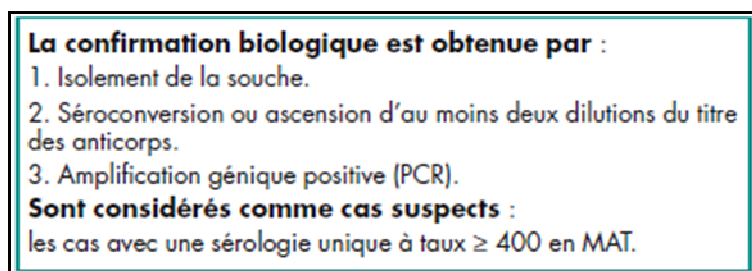 La confirmation biologique est obtenue par :
1. Isolement de la souche.
2. Séroconversion ou ascension d'au moins deux dilutions du titre
des anticorps.
3. Amplification génique positive (PCR).
Sont considérés comme cas suspects :
les cas avec une sérologie unique à taux ≥ 400 en MAT.